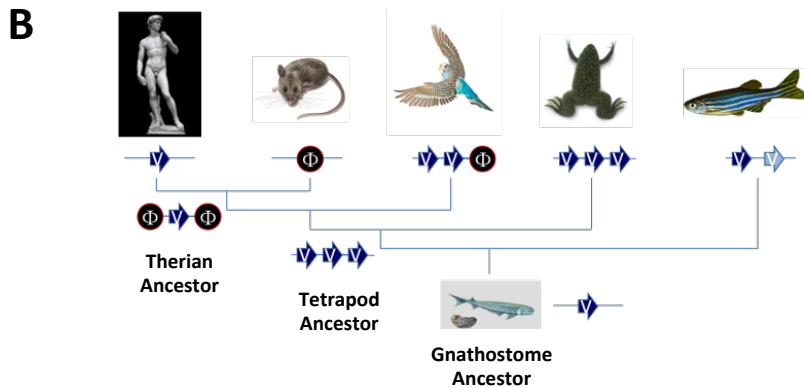 B
V Φ V V Φ V V V V V
Φ V Φ
Therian
Ancestor
V V V
Tetrapod
Ancestor
V
Gnathostome
Ancestor